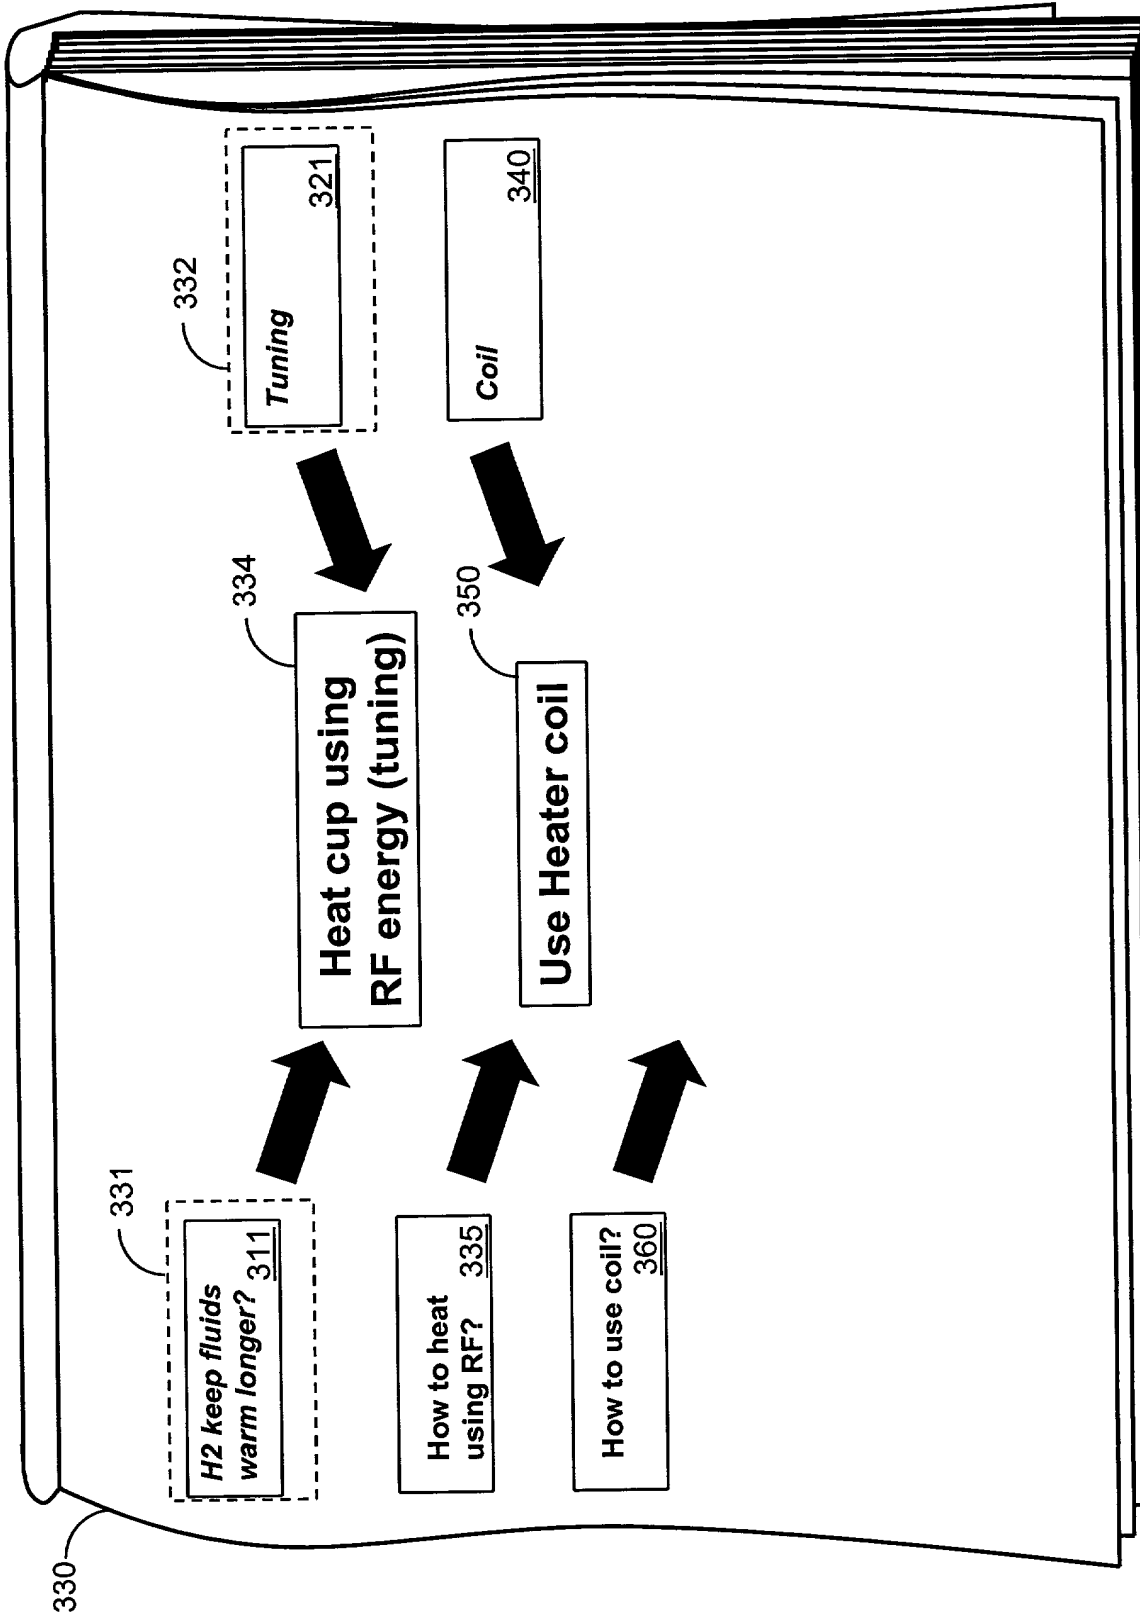 330
331
H2 keep fluids
warm longer?
311
334
Heat cup using
RF energy (tuning)
332
Tuning
321
How to heat
using RF?
335
350
Use Heater coil
Coil
340
How to use coil?
360